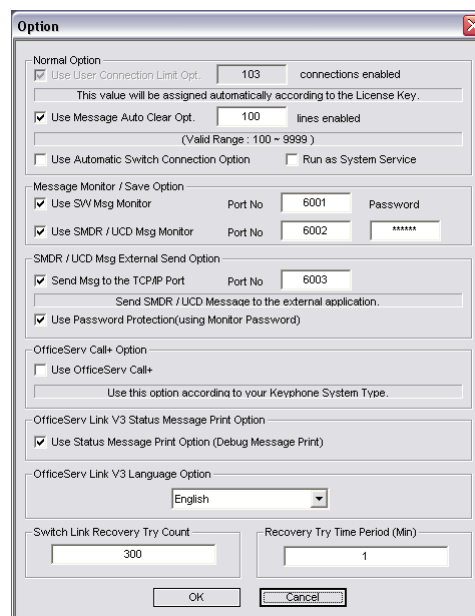 Option
Normal Option
Use User Connection Limit Opt. 103 connections enabled
This value will be assigned automatically according to the License Key.
Use Message Auto Clear Opt. 100 lines enabled
(Valid Range : 100 ~ 9999 )
Use Automatic Switch Connection Option Run as System Service
Message Monitor / Save Option
Use SW Msg Monitor Port No 6001 Password
Use SMDR / UCD Msg Monitor Port No 6002 ******
SMDR / UCD Msg External Send Option
Send Msg to the TCP/IP Port Port No 6003
Send SMDR / UCD Message to the external application.
Use Password Protection(using Monitor Password)
OfficeServ Call+ Option
Use OfficeServ Call+
Use this option according to your Keyphone System Type.
OfficeServ Link V3 Status Message Print Option
Use Status Message Print Option (Debug Message Print)
OfficeServ Link V3 Language Option
English
Switch Link Recovery Try Count Recovery Try Time Period (Min)
300 1
OK Cancel